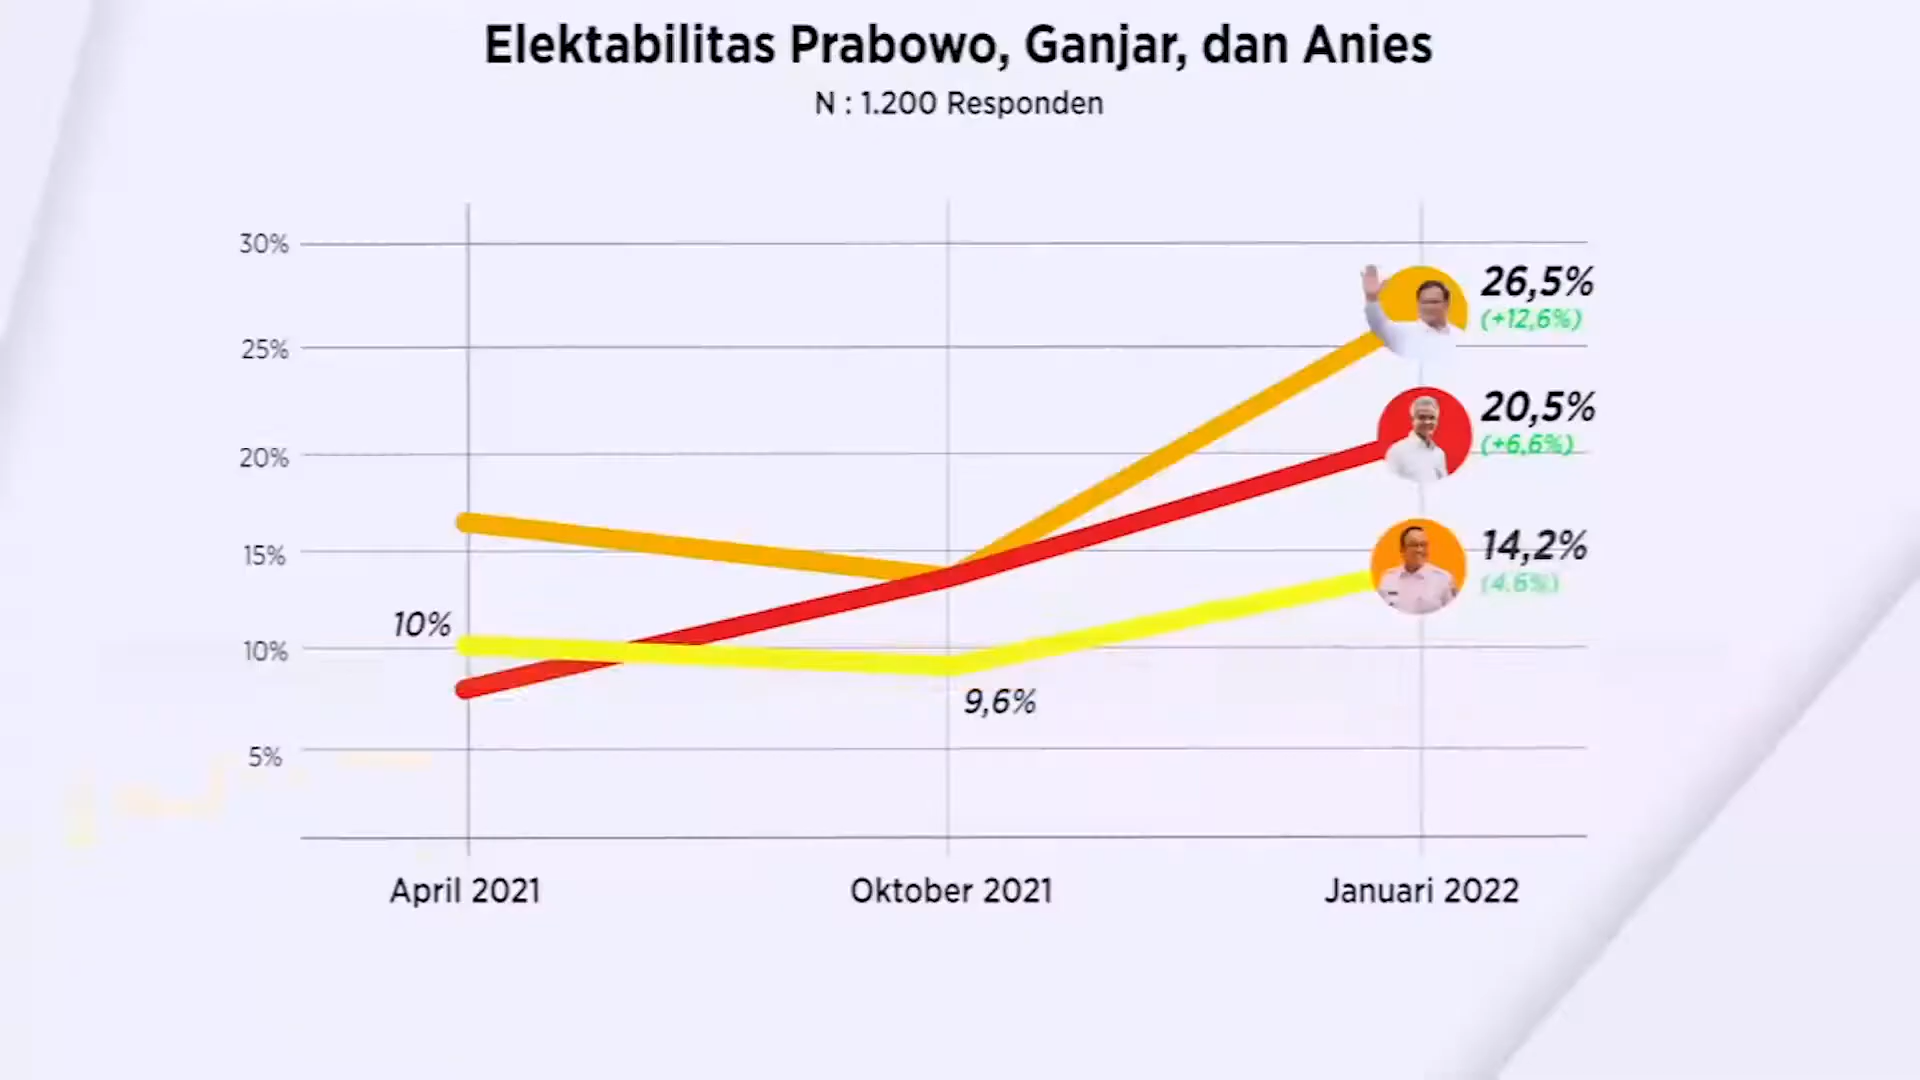 Elektabilitas Prabowo, Ganjar, dan Anies
N : 1.200 Responden
30%
26,5%
(+12,6%)
25%
20,5%
(+6,6%)
20%
15%
14,2%
(4.6%)
10%
10%
9,6%
5%
April 2021
Oktober 2021
Januari 2022